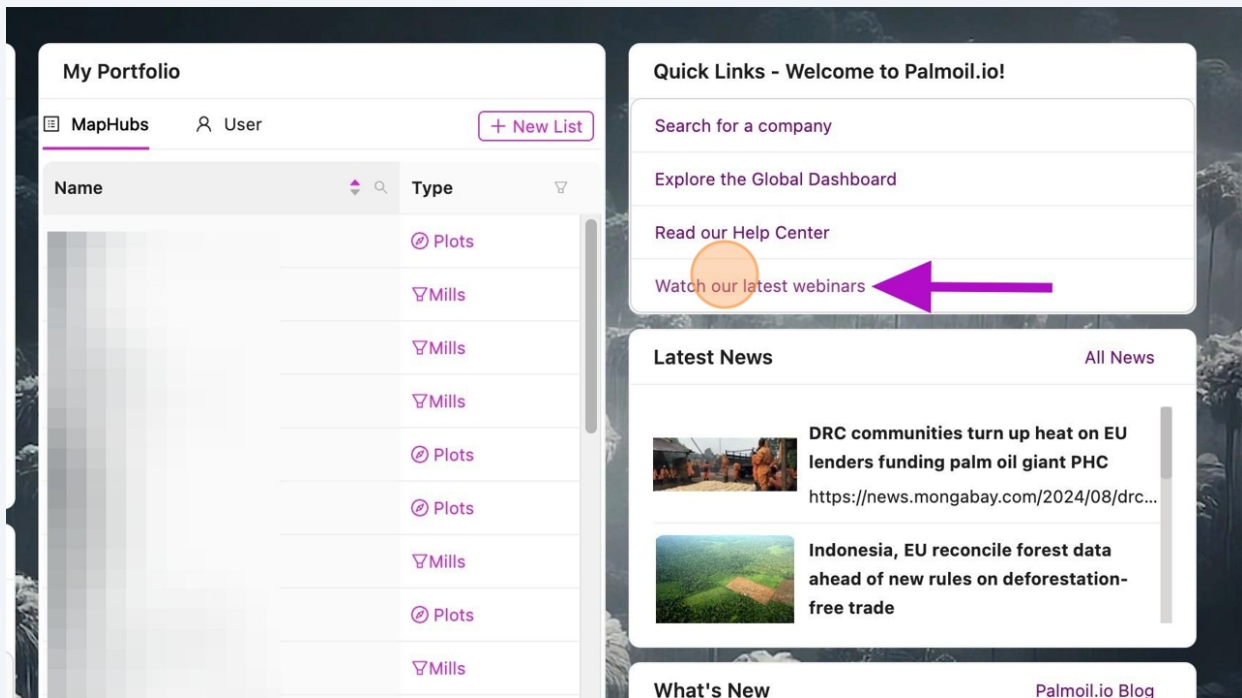 My Portfolio
MapHubs
User
+ New List
Name
Type
Plots
Mills
Mills
Mills
Plots
Plots
Mills
Plots
Mills
Quick Links - Welcome to Palmoil.io!
Search for a company
Explore the Global Dashboard
Read our Help Center
Watch our latest webinars
Latest News
All News
DRC communities turn up heat on EU
lenders funding palm oil giant PHC
https://news.mongabay.com/2024/08/drc...
Indonesia, EU reconcile forest data
ahead of new rules on deforestation-
free trade
What's New
Palmoil.io Blog